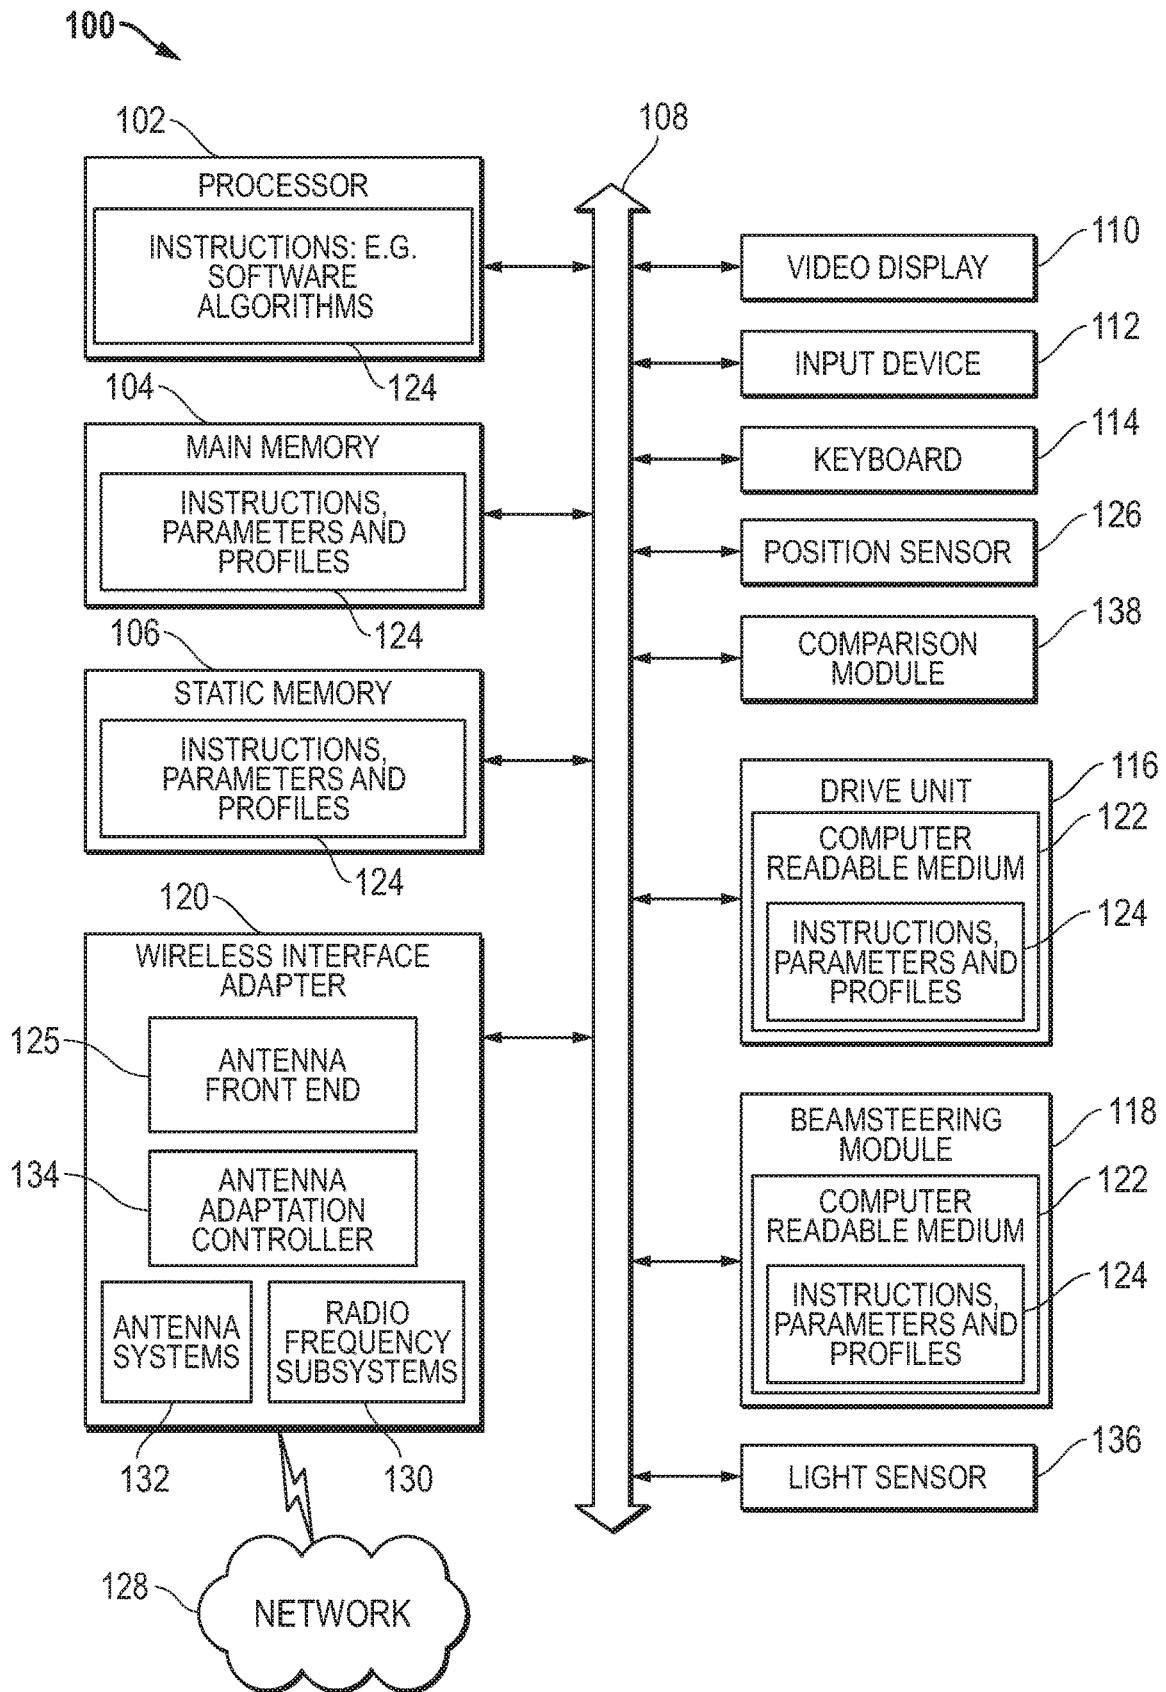 100
102
PROCESSOR
INSTRUCTIONS: E.G.
SOFTWARE
ALGORITHMS
124
104
MAIN MEMORY
INSTRUCTIONS,
PARAMETERS AND
PROFILES
124
106
STATIC MEMORY
INSTRUCTIONS,
PARAMETERS AND
PROFILES
124
120
WIRELESS INTERFACE
ADAPTER
125
ANTENNA
FRONT END
134
ANTENNA
ADAPTATION
CONTROLLER
ANTENNA
SYSTEMS
RADIO
FREQUENCY
SUBSYSTEMS
132
130
128
NETWORK
108
VIDEO DISPLAY
110
INPUT DEVICE
112
KEYBOARD
114
POSITION SENSOR
126
COMPARISON
MODULE
138
DRIVE UNIT
116
COMPUTER
READABLE MEDIUM
122
INSTRUCTIONS,
PARAMETERS AND
PROFILES
124
BEAMSTEERING
MODULE
118
COMPUTER
READABLE MEDIUM
122
INSTRUCTIONS,
PARAMETERS AND
PROFILES
124
LIGHT SENSOR
136